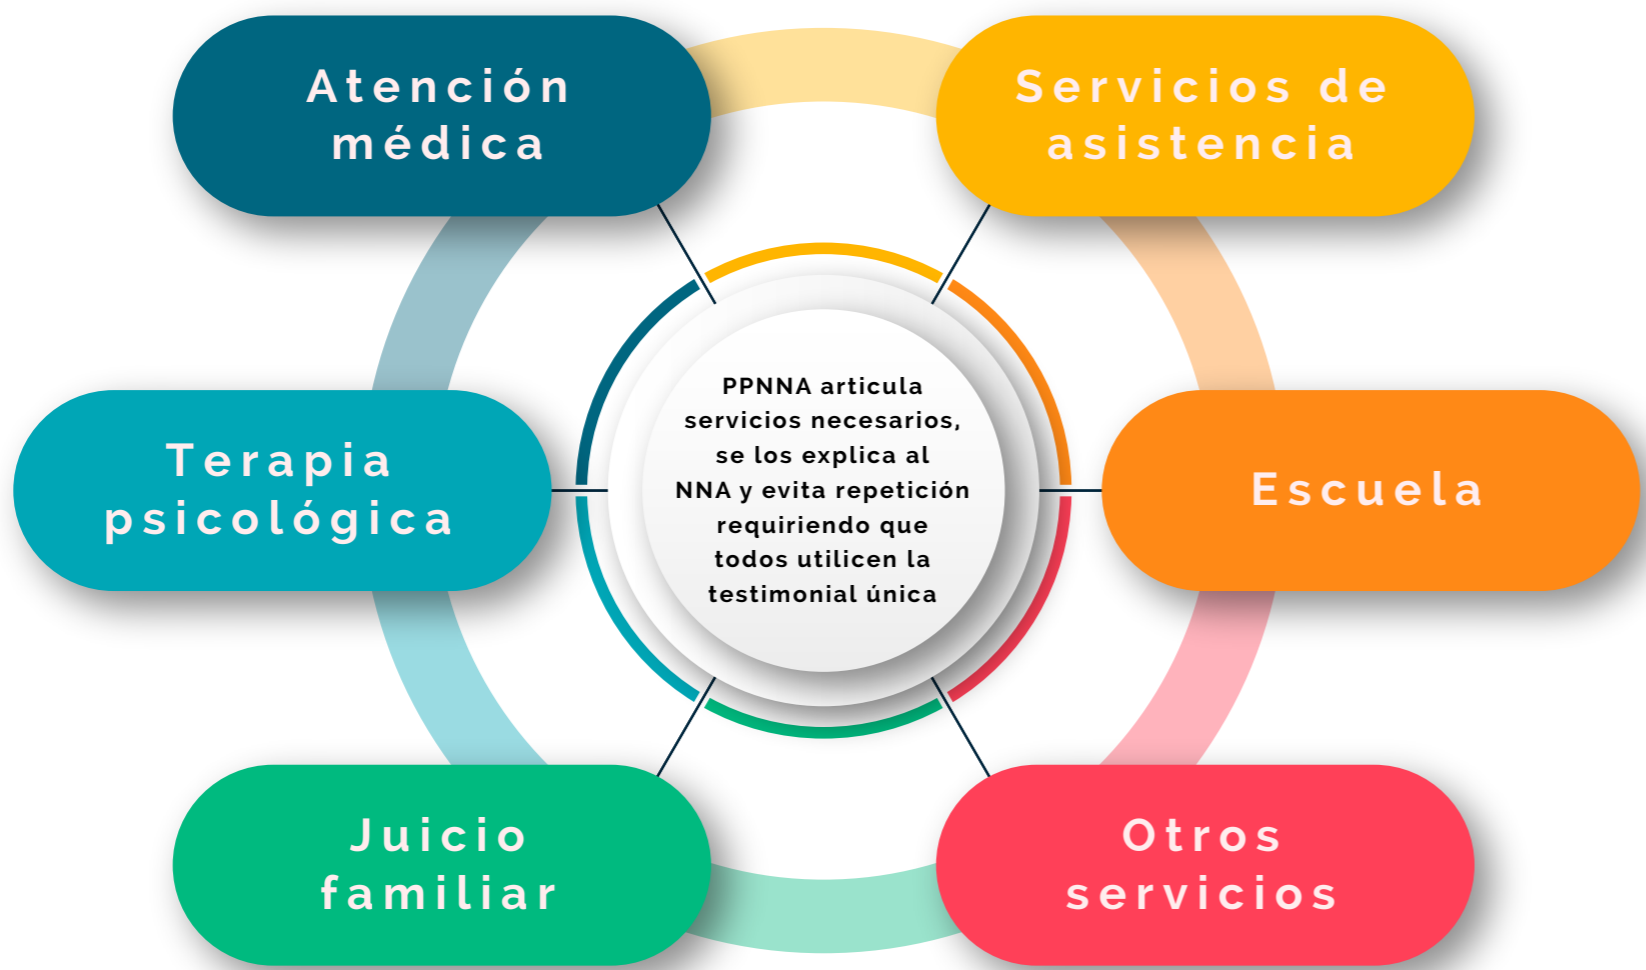 Atención
médica
Servicios de
asistencia
PPNNA articula
servicios necesarios,
se los explica al
NNA y evita repetición
requiriendo que
todos utilicen la
testimonial única
Terapia
psicológica
Escuela
Juicio
familiar
Otros
servicios